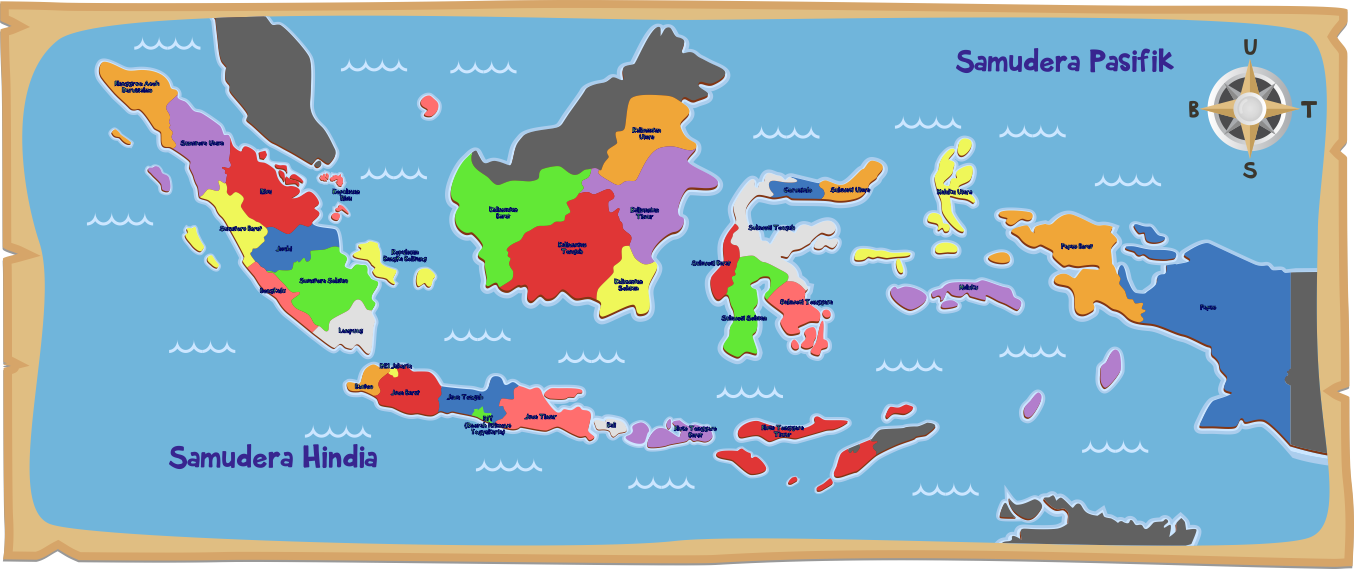 Samudera Pasifik
U
B
T
S
Nanggroe Aceh
Darussalam
Sumatera Utara
Riau
Kepulauan
Riau
Sumatera Barat
Jambi
Kepulauan
Bangka Belitung
Sumatera Selatan
Bengkulu
Lampung
Kalimantan
Utara
Kalimantan
Barat
Kalimantan
Timur
Kalimantan
Tengah
Kalimantan
Selatan
Gorontalo
Sulawesi Utara
Sulawesi Tengah
Sulawesi Barat
Sulawesi Tenggara
Sulawesi Selatan
Maluku Utara
Maluku
Papua Barat
Papua
DKI Jakarta
Banten
Jawa Barat
Jawa Tengah
DIY
(Daerah Istimewa
Yogyakarta)
Jawa Timur
Bali
Nusa Tenggara
Barat
Nusa Tenggara
Timur
Samudera Hindia